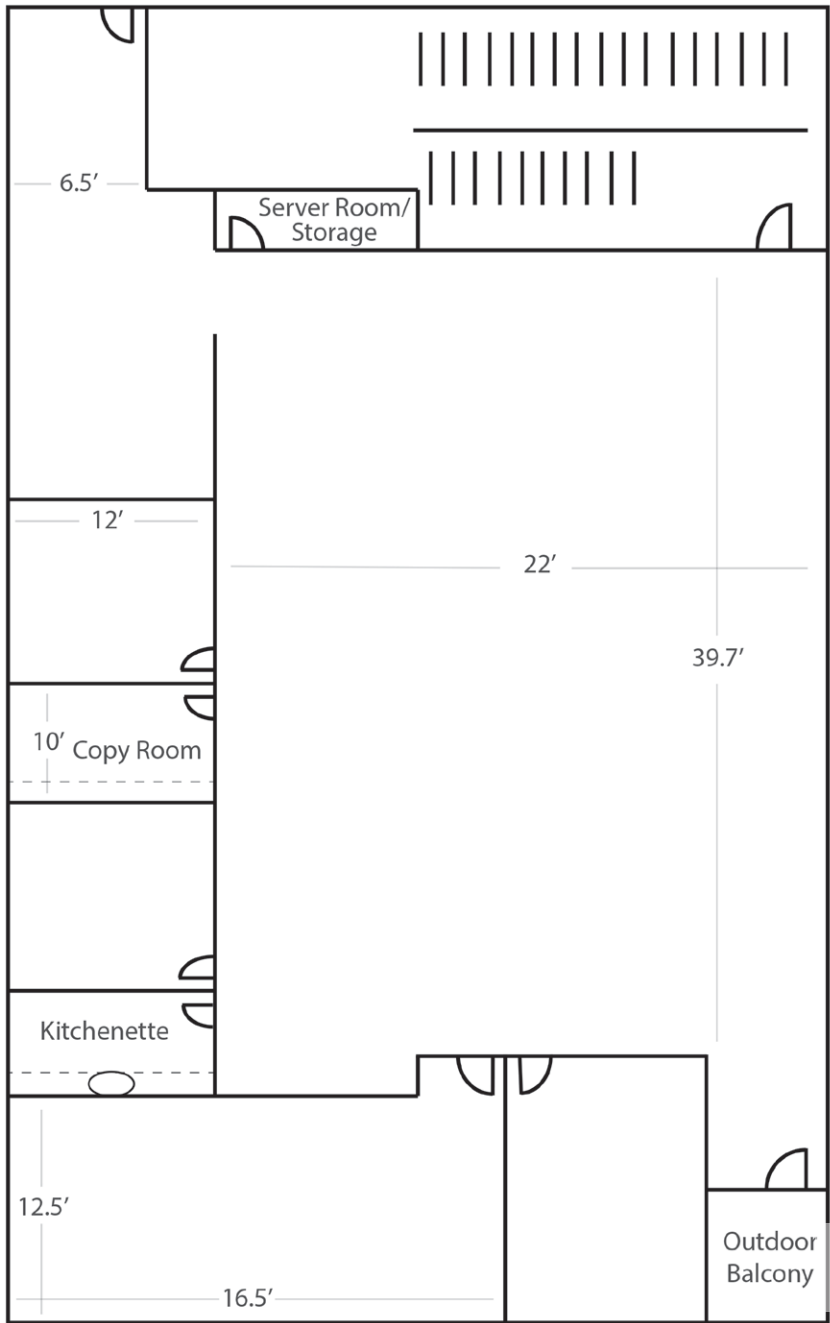 6.5’
Server Room/
Storage
12’
22’
39.7’
10’
Copy Room
Kitchenette
12.5’
16.5’
Outdoor
Balcony